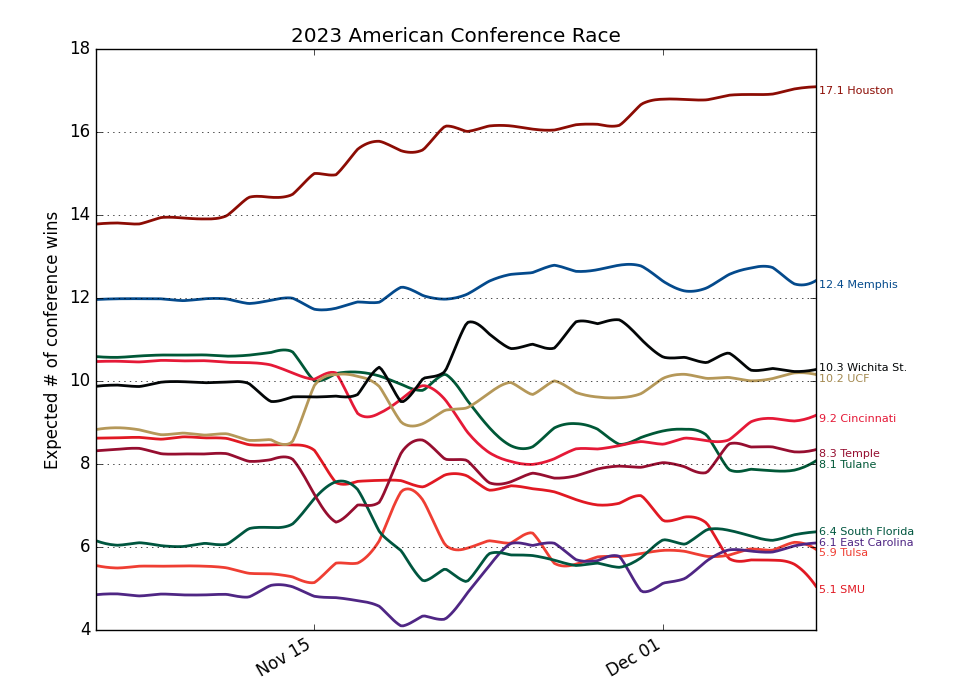 2023 American Conference Race
18
16
14
12
10
8
6
4
Expected # of conference wins
Nov 15
Dec 01
17.1 Houston
12.4 Memphis
10.3 Wichita St.
10.2 UCF
9.2 Cincinnati
8.3 Temple
8.1 Tulane
6.4 South Florida
6.1 East Carolina
5.9 Tulsa
5.1 SMU